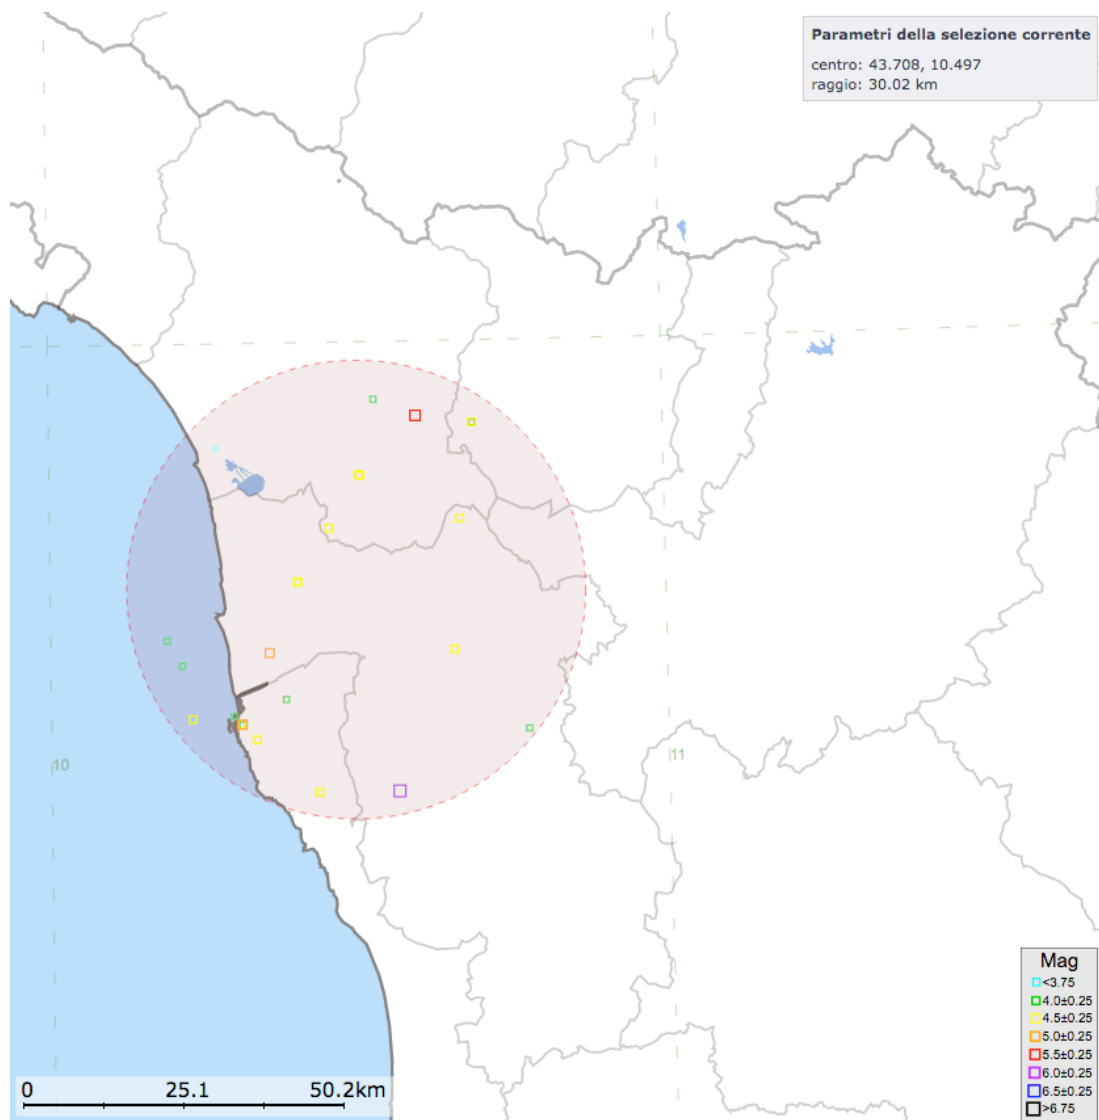 Parametri della selezione corrente
centro: 43.708, 10.497
raggio: 30.02 km
10
11
Mag
<3.75
4.0±0.25
4.5±0.25
5.0±0.25
5.5±0.25
6.0±0.25
6.5±0.25
>6.75
0 25.1 50.2km